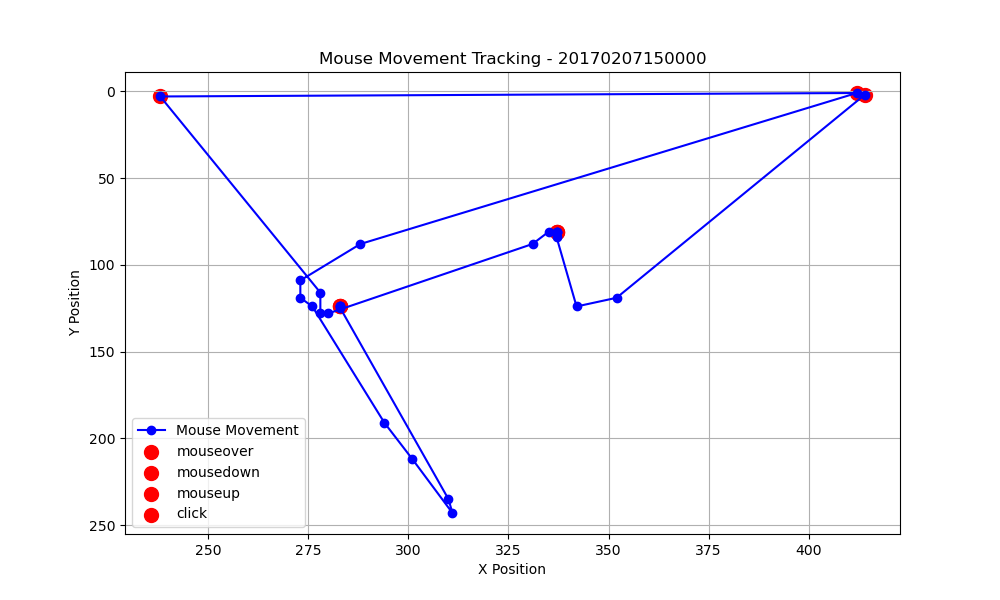 Mouse Movement Tracking - 20170207150000
0
50
100
150
200
250
Y Position
Mouse Movement
mouseover
mousedown
mouseup
click
250 275 300 325 350 375 400
X Position